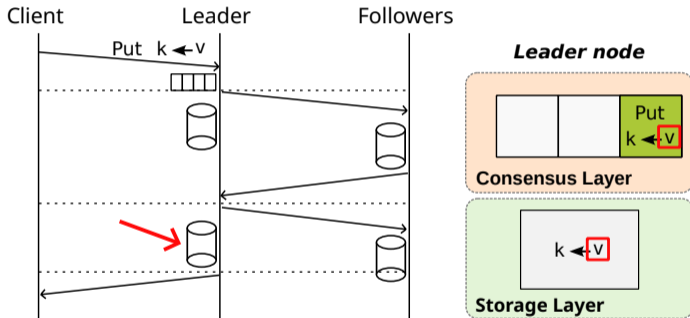 Client Leader Followers
Put k ← v
Leader node
Put
k ← v
Consensus Layer
k ← v
Storage Layer